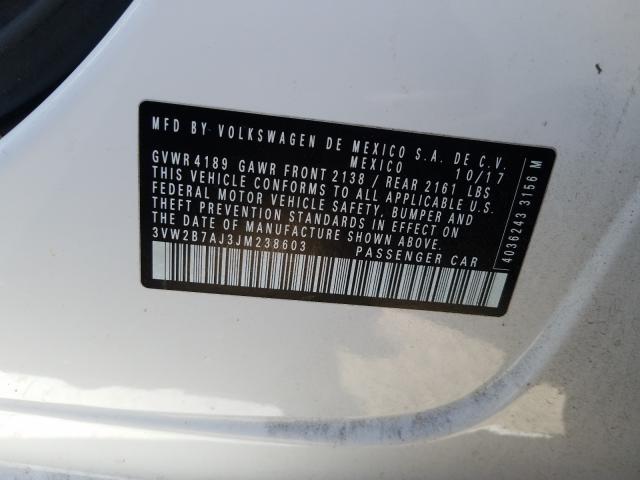 MFD BY VOLKSWAGEN DE MEXICO S.A. DE C.V.
MEXICO 10/17
GVWR 4189 GAWR FRONT 2138 / REAR 2161 LBS
THIS VEHICLE CONFORMS TO ALL APPLICABLE U.S.
FEDERAL MOTOR VEHICLE SAFETY, BUMPER AND
THEFT PREVENTION STANDARDS IN EFFECT ON
THE DATE OF MANUFACTURE SHOWN ABOVE.
3VW2B7AJ3JM238603 PASSENGER CAR
4036243 3156 M